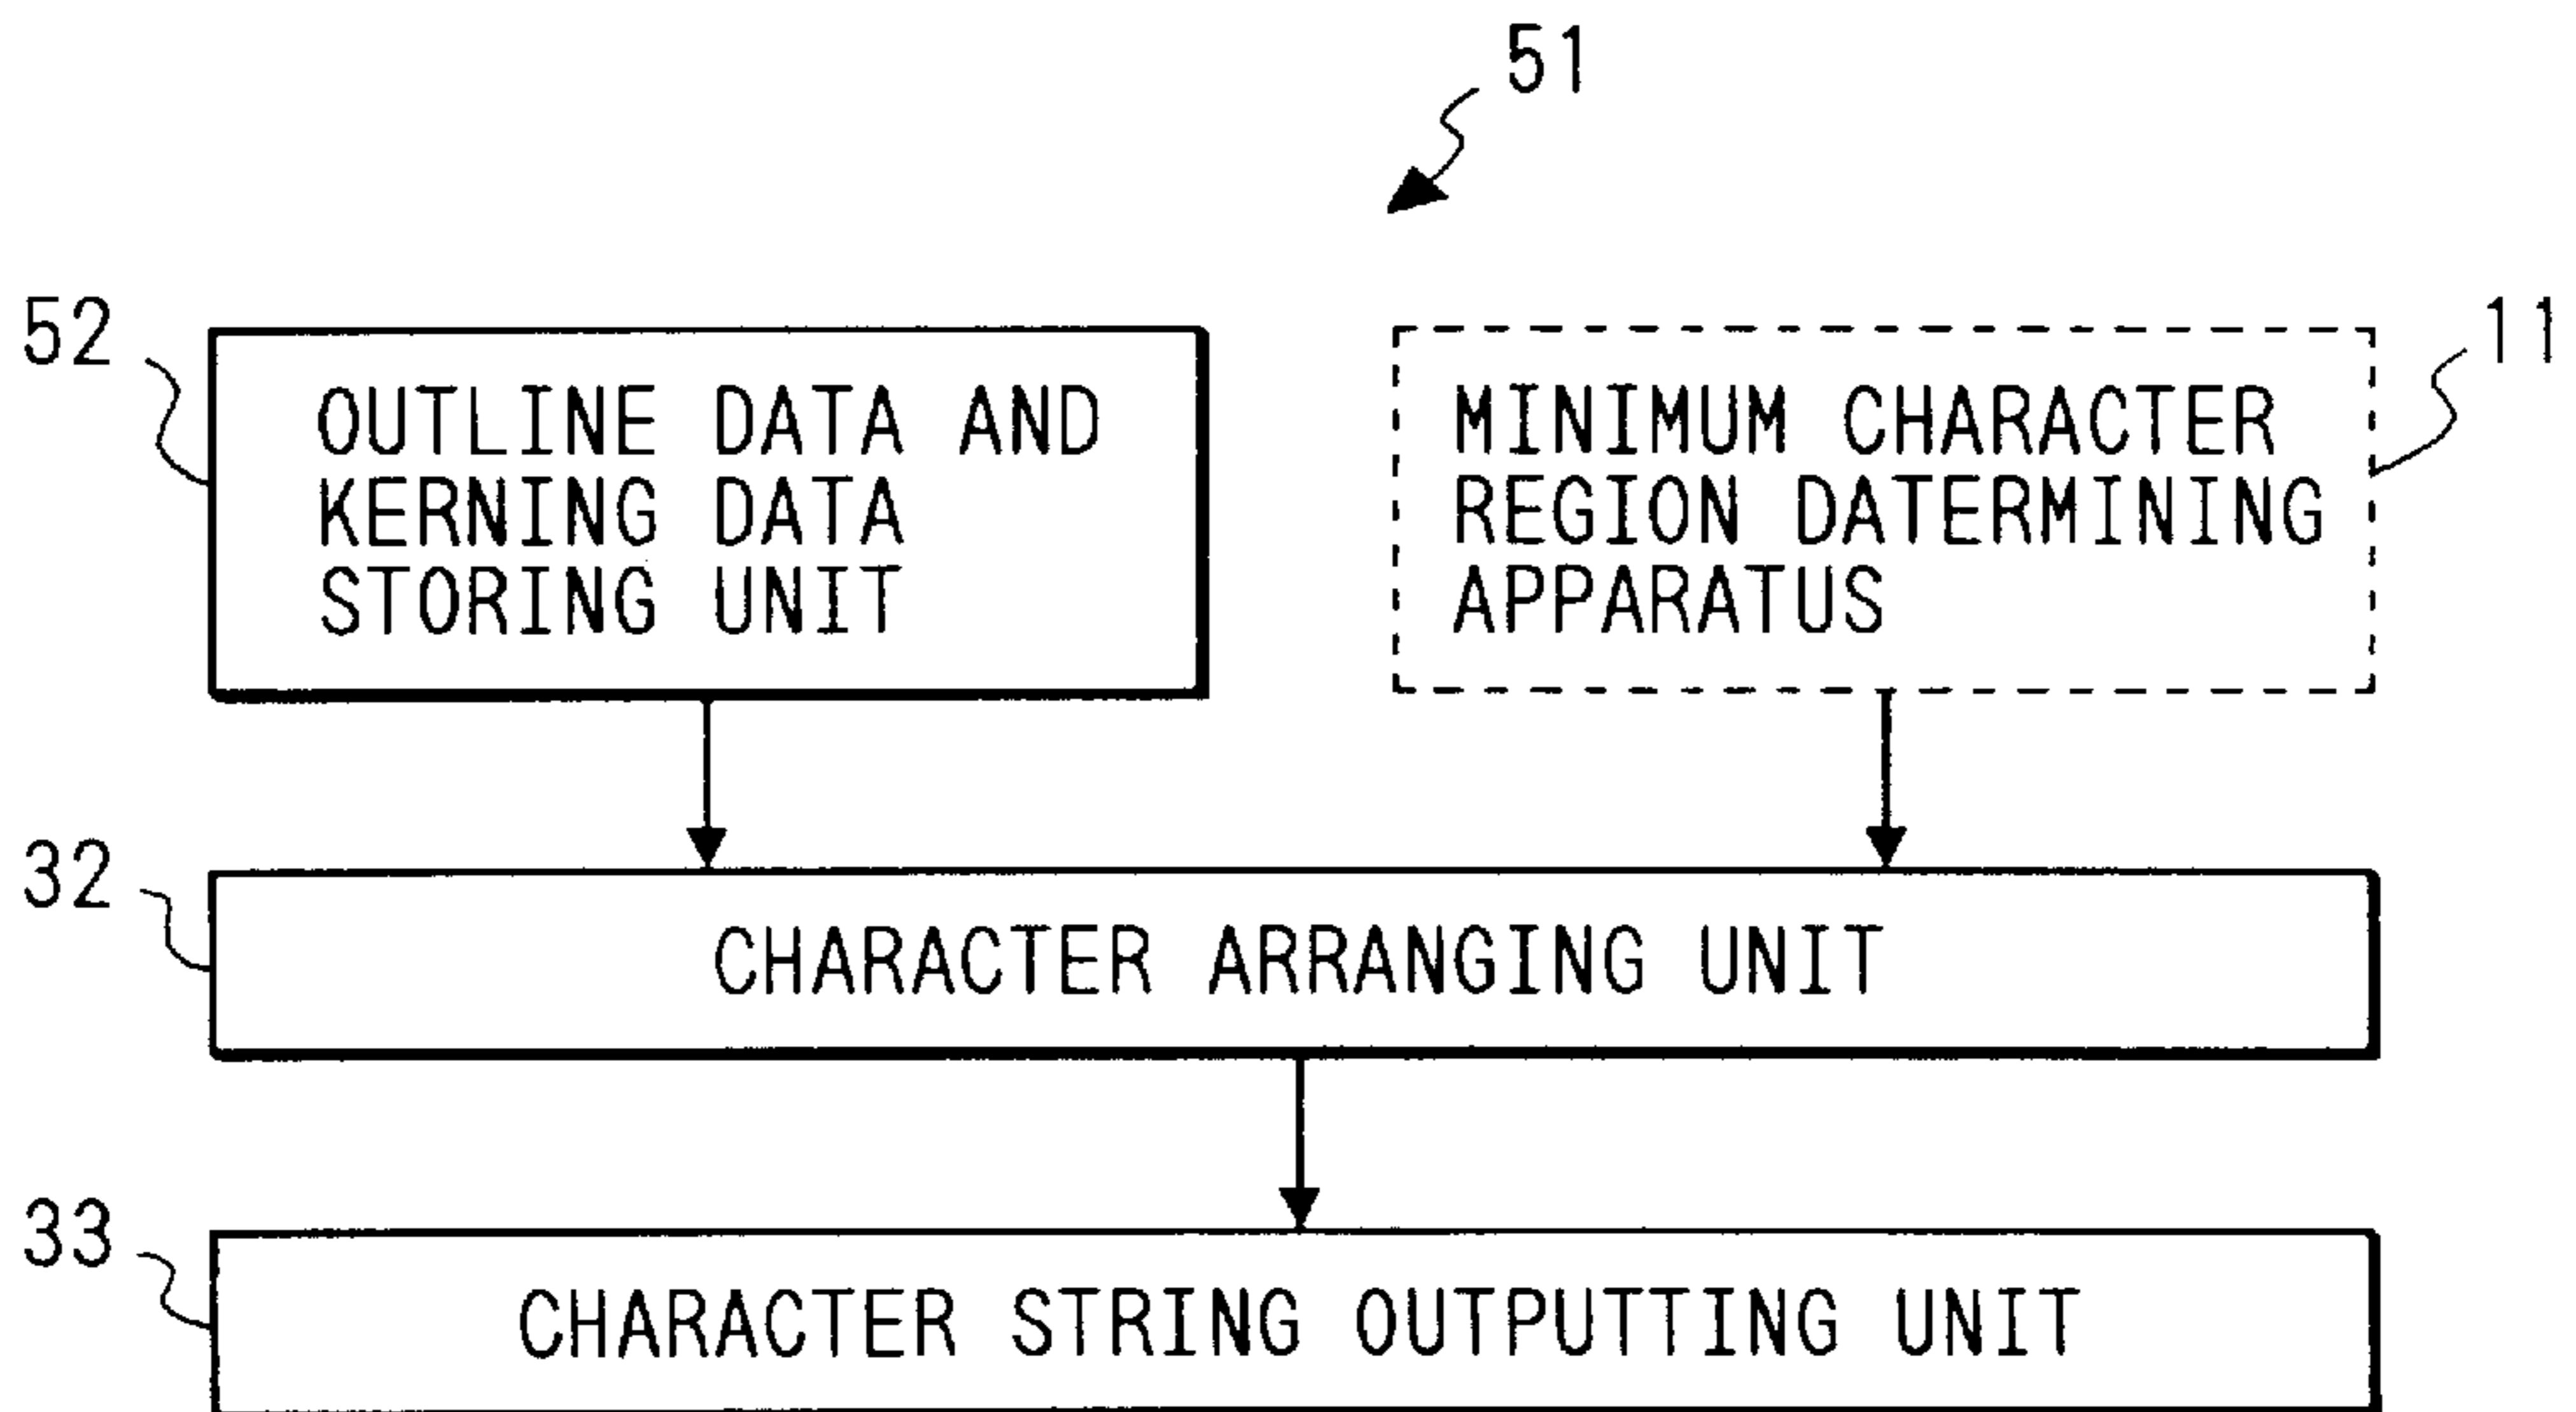 51
52
OUTLINE DATA AND
KERNING DATA
STORING UNIT
MINIMUM CHARACTER
REGION DATERMINING
APPARATUS
11
32
CHARACTER ARRANGING UNIT
33
CHARACTER STRING OUTPUTTING UNIT